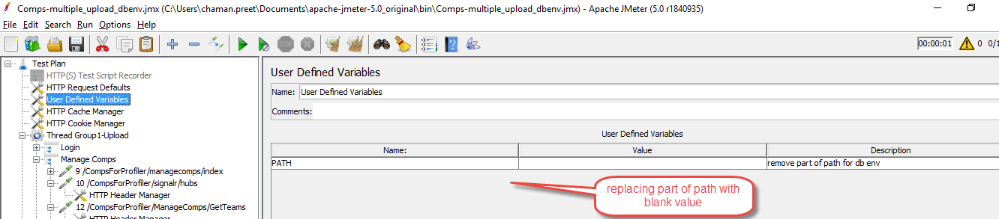 Comps-multiple_upload_dbenv.jmx (C:\Users\chaman.preet\Documents\apache-jmeter-5.0_original\bin\Comps-multiple_upload_dbenv.jmx) - Apache JMeter (5.0 r1840935)
File Edit Search Run Options Help
00:00:01 0 0/1
Test Plan
HTTP(S) Test Script Recorder
HTTP Request Defaults
User Defined Variables
HTTP Cache Manager
HTTP Cookie Manager
Thread Group1-Upload
Login
Manage Comps
9 /CompsForProfiler/managecomps/index
10 /CompsForProfiler/signalr/hubs
HTTP Header Manager
12 /CompsForProfiler/ManageComps/GetTeams
HTTP Header Manager
User Defined Variables
Name: User Defined Variables
Comments:
User Defined Variables
Name: Value Description
PATH remove part of path for db env
replacing part of path with
blank value